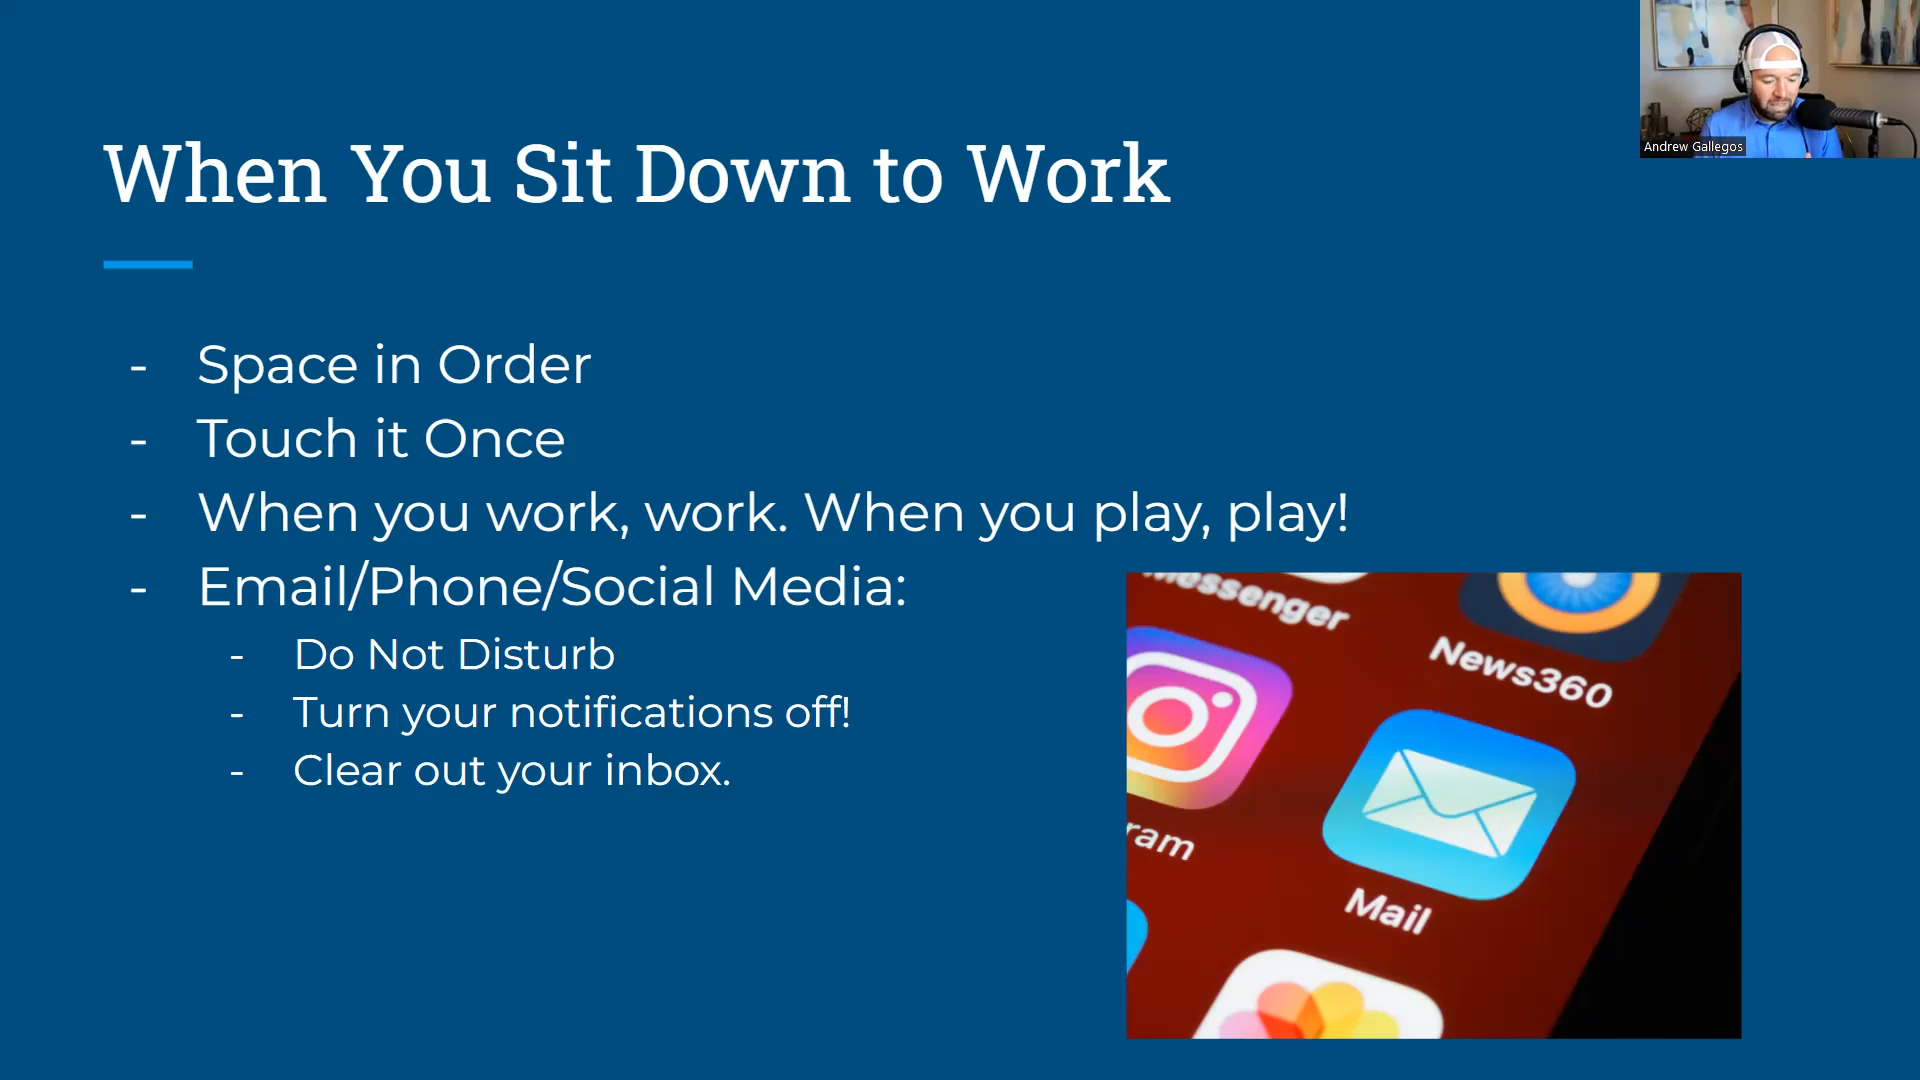 When You Sit Down to Work
- Space in Order
- Touch it Once
- When you work, work. When you play, play!
- Email/Phone/Social Media:
- Do Not Disturb
- Turn your notifications off!
- Clear out your inbox.
Andrew Gallegos
Messenger
News360
ram
Mail